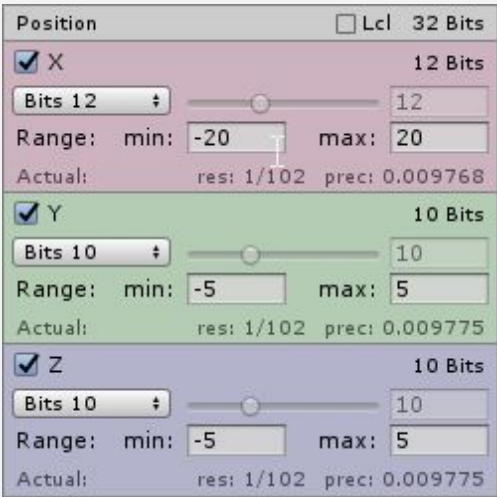 Position Lcl 32 Bits
X 12 Bits
Bits 12 12
Range: min: -20 max: 20
Actual: res: 1/102 prec: 0.009768
Y 10 Bits
Bits 10 10
Range: min: -5 max: 5
Actual: res: 1/102 prec: 0.009775
Z 10 Bits
Bits 10 10
Range: min: -5 max: 5
Actual: res: 1/102 prec: 0.009775